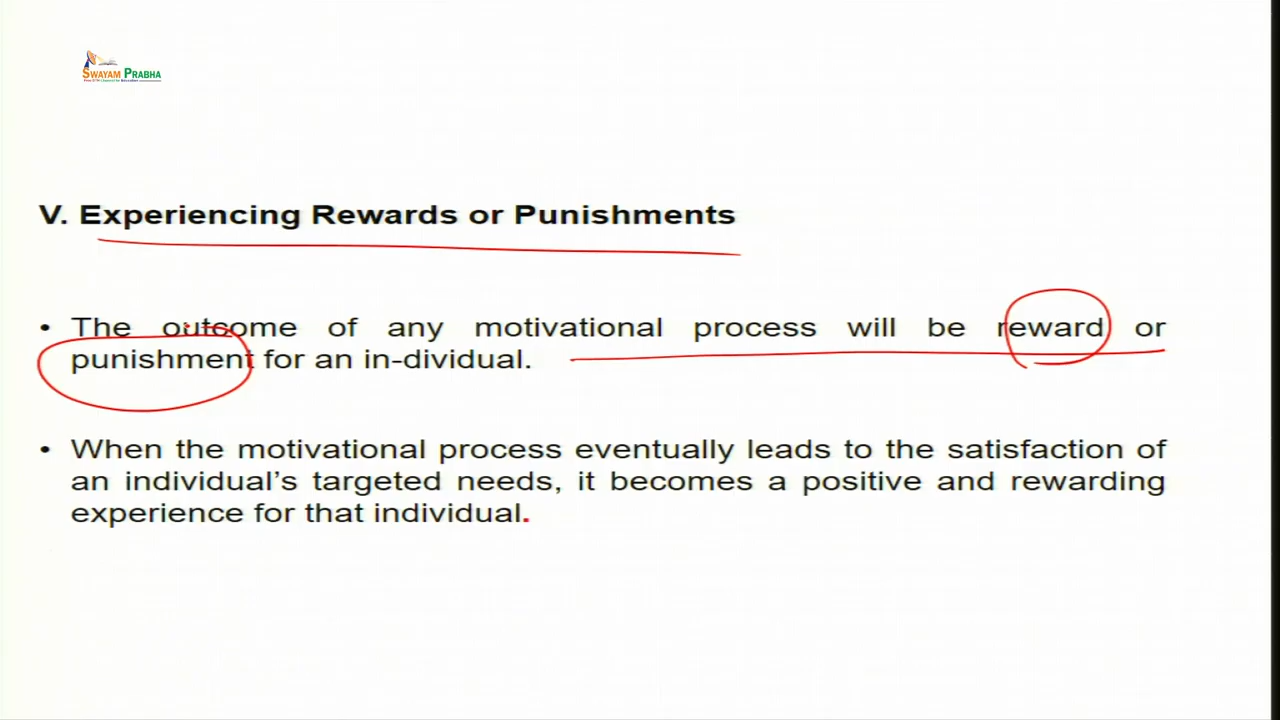 SWAYAM PRABHA
V. Experiencing Rewards or Punishments
• The outcome of any motivational process will be reward or
punishment for an in-dividual.
• When the motivational process eventually leads to the satisfaction of
an individual's targeted needs, it becomes a positive and rewarding
experience for that individual.